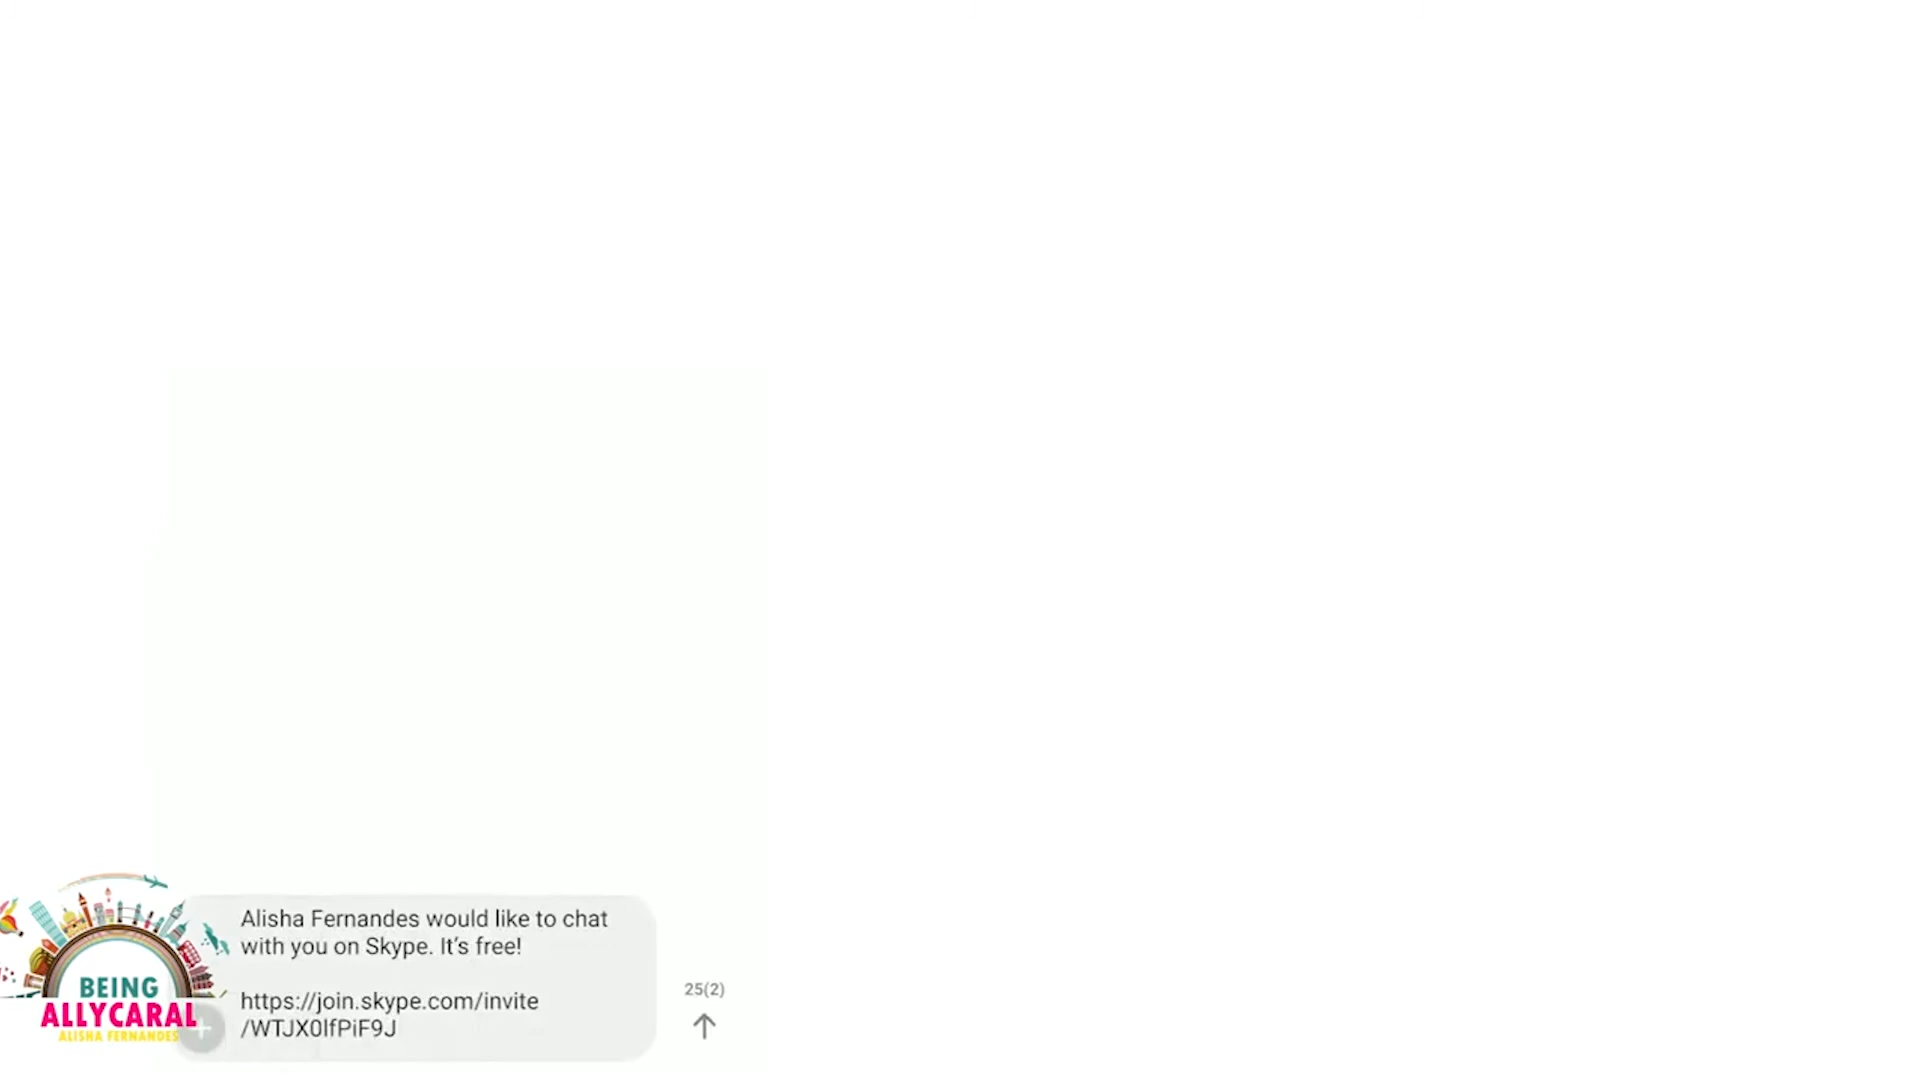 Alisha Fernandes would like to chat
with you on Skype. It's free!
https://join.skype.com/invite
/WTJX0lfPiF9J
25(2)
BEING
ALLYCARAL
ALISHA FERNANDES